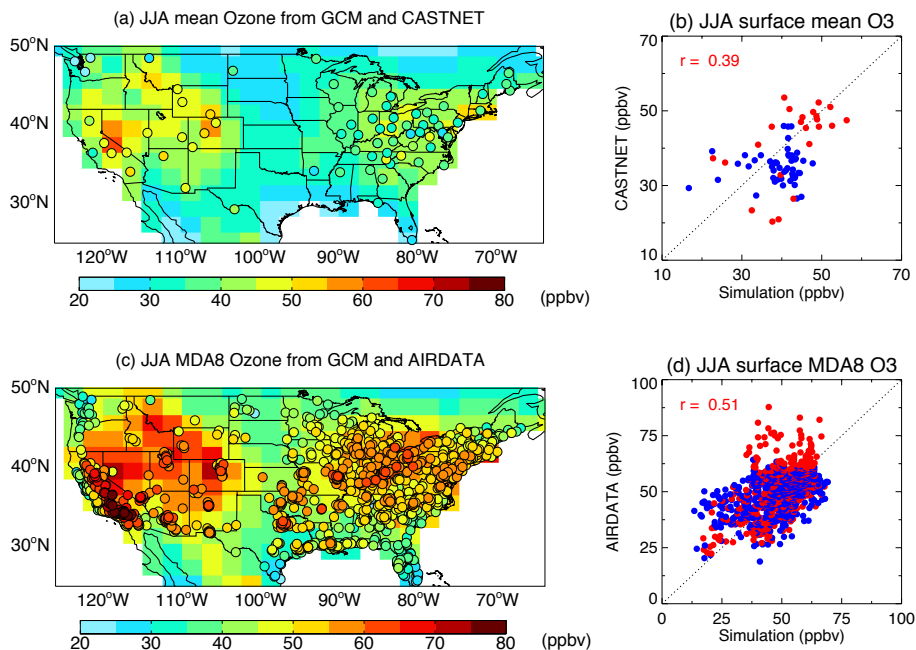 (a) JJA mean Ozone from GCM and CASTNET
50°N
40°N
30°N
120°W 110°W 100°W 90°W 80°W 70°W
20 30 40 50 60 70 80 (ppbv)
(b) JJA surface mean O3
r = 0.39
70
50
30
10
CASTNET (ppbv)
10 30 50 70
Simulation (ppbv)
(c) JJA MDA8 Ozone from GCM and AIRDATA
50°N
40°N
30°N
120°W 110°W 100°W 90°W 80°W 70°W
20 30 40 50 60 70 80 (ppbv)
(d) JJA surface MDA8 O3
r = 0.51
100
75
50
25
0
AIRDATA (ppbv)
0 25 50 75 100
Simulation (ppbv)